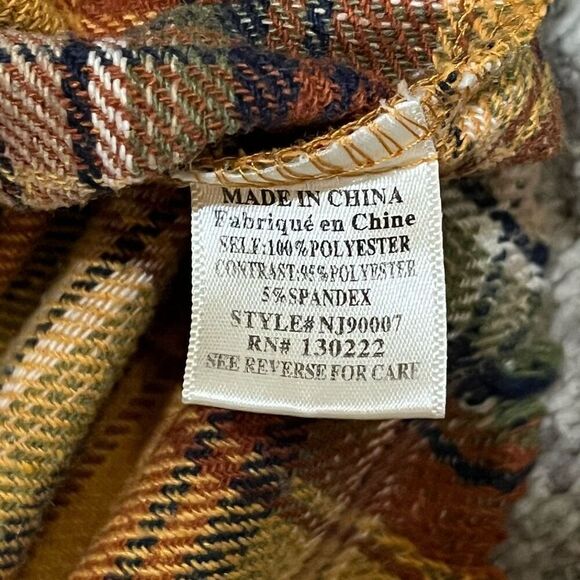 MADE IN CHINA
Fabriqué en Chine
SELF:100%POLYESTER
CONTRAST:95%POLYESTER
5%SPANDEX
STYLE# NJ90007
RN# 130222
SEE REVERSE FOR CARE